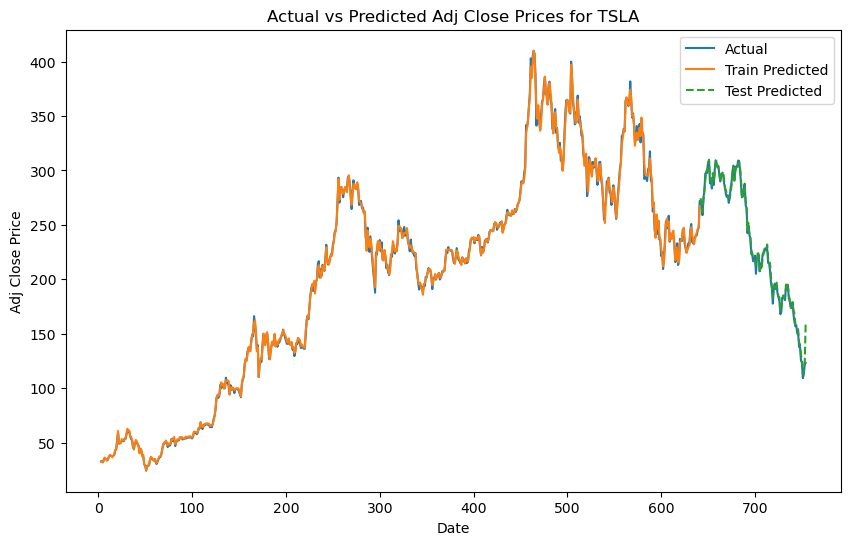 Actual vs Predicted Adj Close Prices for TSLA
Actual
Train Predicted
Test Predicted
Adj Close Price
400
350
300
250
200
150
100
50
0
100
200
300
400
500
600
700
Date